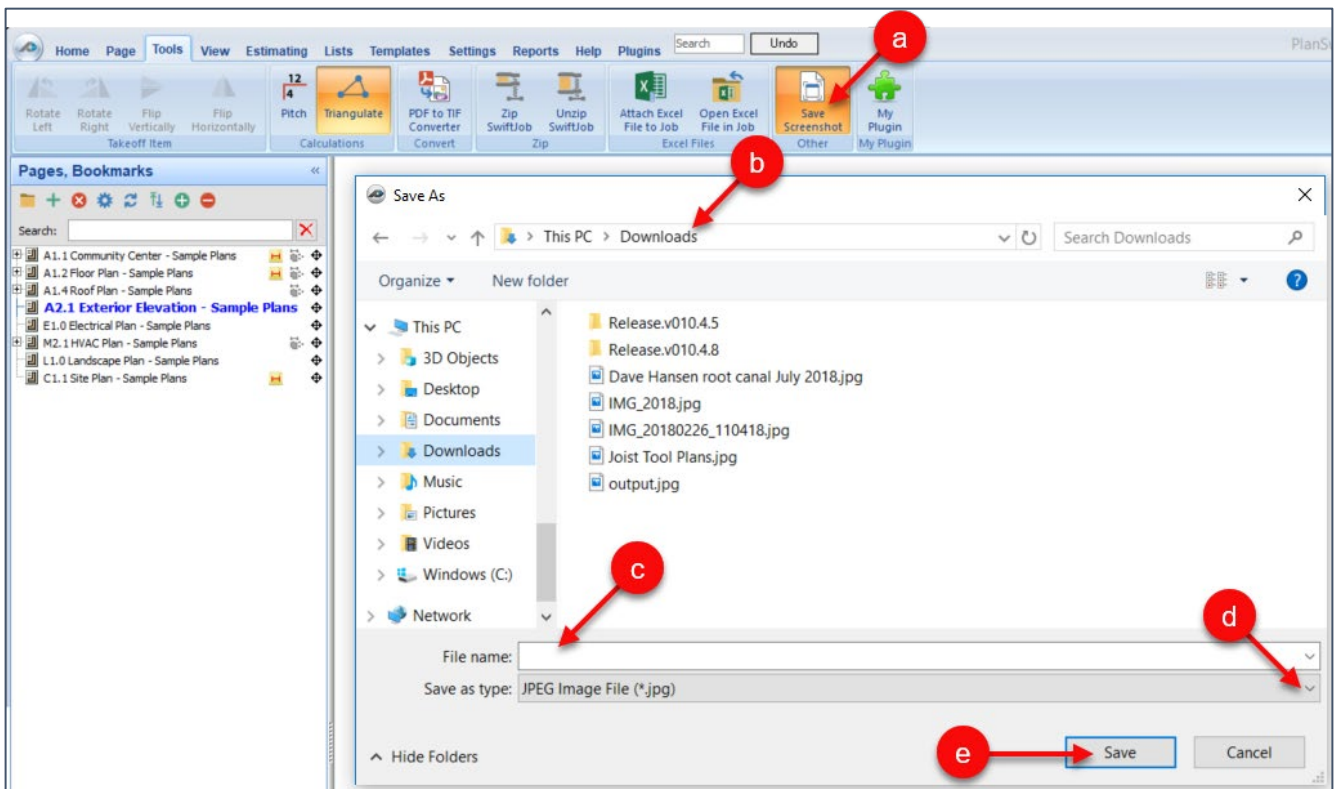 Home Page Tools View Estimating Lists Templates Settings Reports Help Plugins Search Undo
a
12
4
Rotate Left
Rotate Right
Flip Vertically
Flip Horizontally
Pitch
Triangulate
PDF to TIF Converter
Zip SwiftJob
Unzip SwiftJob
Attach Excel File to Job
Open Excel File in Job
Save Screenshot
My Plugin
Takeoff Item
Calculations
Convert
Zip
Excel Files
Other
My Plugin
b
Pages, Bookmarks
Search:
A1.1 Community Center - Sample Plans
A1.2 Floor Plan - Sample Plans
A1.4 Roof Plan - Sample Plans
A2.1 Exterior Elevation - Sample Plans
E1.0 Electrical Plan - Sample Plans
M2.1 HVAC Plan - Sample Plans
L1.0 Landscape Plan - Sample Plans
C1.1 Site Plan - Sample Plans
Save As
This PC > Downloads
Search Downloads
Organize
New folder
This PC
3D Objects
Desktop
Documents
Downloads
Music
Pictures
Videos
Windows (C:)
Network
Release.v010.4.5
Release.v010.4.8
Dave Hansen root canal July 2018.jpg
IMG_2018.jpg
IMG_20180226_110418.jpg
Joist Tool Plans.jpg
output.jpg
c
d
File name:
Save as type: JPEG Image File (*.jpg)
Hide Folders
e
Save
Cancel